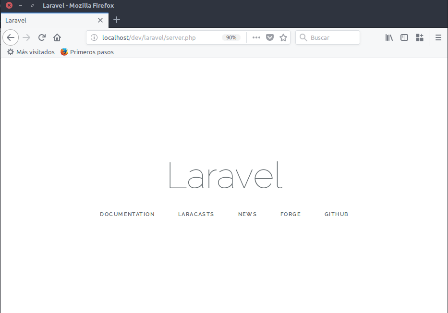 Laravel - Mozilla Firefox
Laravel
localhost/dev/laravel/server.php 90% Buscar
Más visitados Primeros pasos
Laravel
DOCUMENTATION LARACASTS NEWS FORGE GITHUB